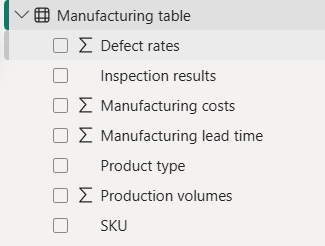 Manufacturing table
Σ Defect rates
Inspection results
Σ Manufacturing costs
Σ Manufacturing lead time
Product type
Σ Production volumes
SKU